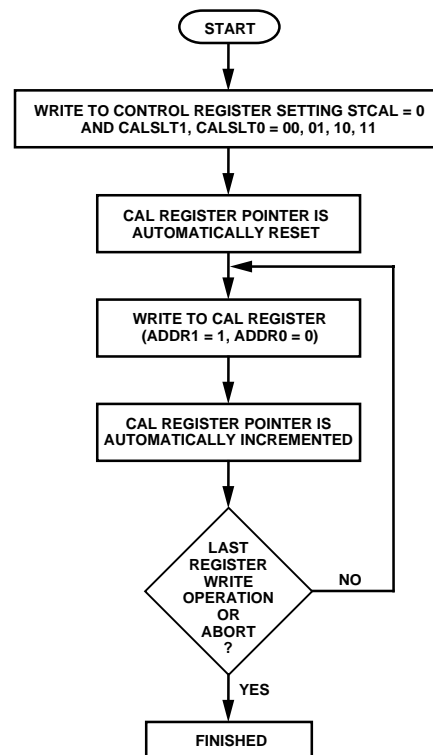 START
WRITE TO CONTROL REGISTER SETTING STCAL = 0
AND CALSLT1, CALSLT0 = 00, 01, 10, 11
CAL REGISTER POINTER IS
AUTOMATICALLY RESET
WRITE TO CAL REGISTER
(ADDR1 = 1, ADDR0 = 0)
CAL REGISTER POINTER IS
AUTOMATICALLY INCREMENTED
LAST
REGISTER
WRITE
OPERATION
OR
ABORT
?
NO
YES
FINISHED